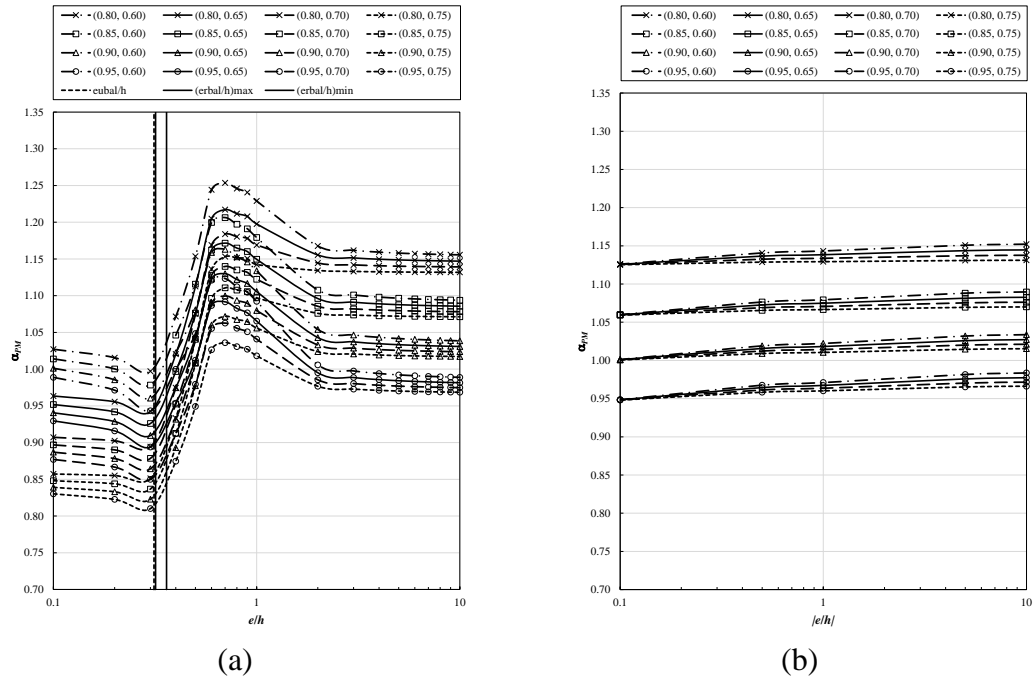 (0.80, 0.60) (0.80, 0.65) (0.80, 0.70) (0.80, 0.75)
(0.85, 0.60) (0.85, 0.65) (0.85, 0.70) (0.85, 0.75)
(0.90, 0.60) (0.90, 0.65) (0.90, 0.70) (0.90, 0.75)
(0.95, 0.60) (0.95, 0.65) (0.95, 0.70) (0.95, 0.75)
eubal/h (erbal/h)max (erbal/h)min
1.35
1.30
1.25
1.20
1.15
1.10
1.05
1.00
0.95
0.90
0.85
0.80
0.75
0.70
α_PM
0.1 1 10
e/h
(a)
(0.80, 0.60) (0.80, 0.65) (0.80, 0.70) (0.80, 0.75)
(0.85, 0.60) (0.85, 0.65) (0.85, 0.70) (0.85, 0.75)
(0.90, 0.60) (0.90, 0.65) (0.90, 0.70) (0.90, 0.75)
(0.95, 0.60) (0.95, 0.65) (0.95, 0.70) (0.95, 0.75)
1.35
1.30
1.25
1.20
1.15
1.10
1.05
1.00
0.95
0.90
0.85
0.80
0.75
0.70
α_PM
0.1 1 10
|e/h|
(b)